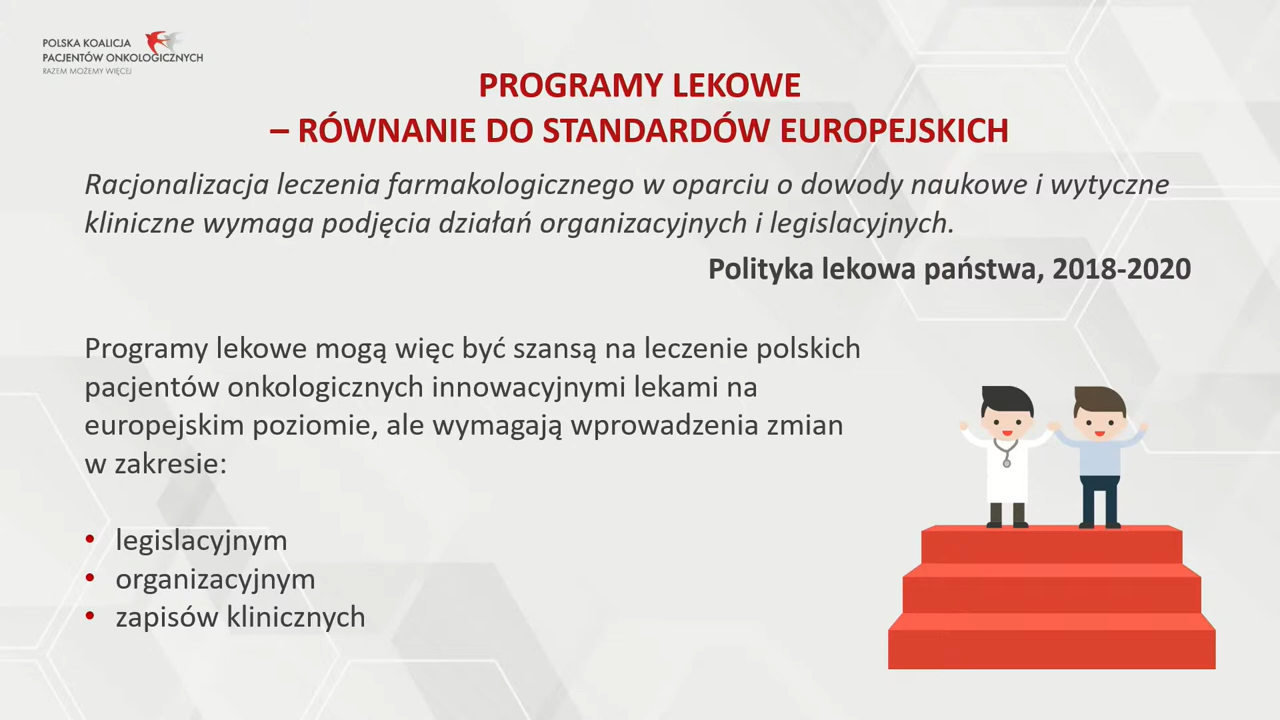 POLSKA KOALICJA
PACJENTÓW ONKOLOGICZNYCH
RAZEM MOŻEMY WIĘCEJ
PROGRAMY LEKOWE
– RÓWNANIE DO STANDARDÓW EUROPEJSKICH
Racjonalizacja leczenia farmakologicznego w oparciu o dowody naukowe i wytyczne
kliniczne wymaga podjęcia działań organizacyjnych i legislacyjnych.
Polityka lekowa państwa, 2018-2020
Programy lekowe mogą więc być szansą na leczenie polskich
pacjentów onkologicznych innowacyjnymi lekami na
europejskim poziomie, ale wymagają wprowadzenia zmian
w zakresie:
• legislacyjnym
• organizacyjnym
• zapisów klinicznych